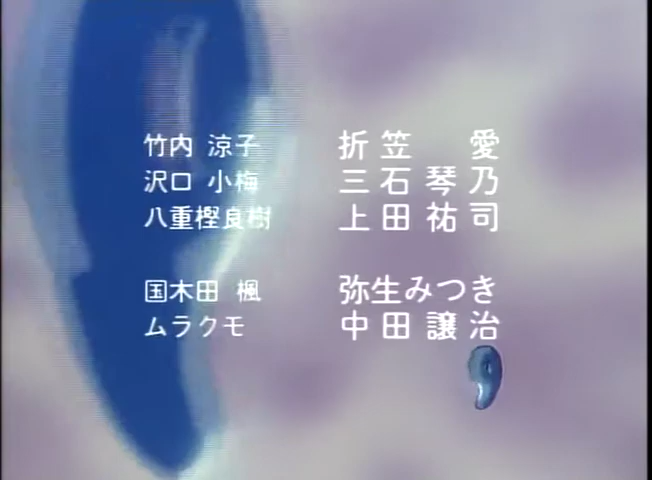 竹内 涼子 折笠 愛
沢口 小梅 三石琴乃
八重樫良樹 上田祐司
国木田 楓 弥生みつき
ムラクモ 中田譲治